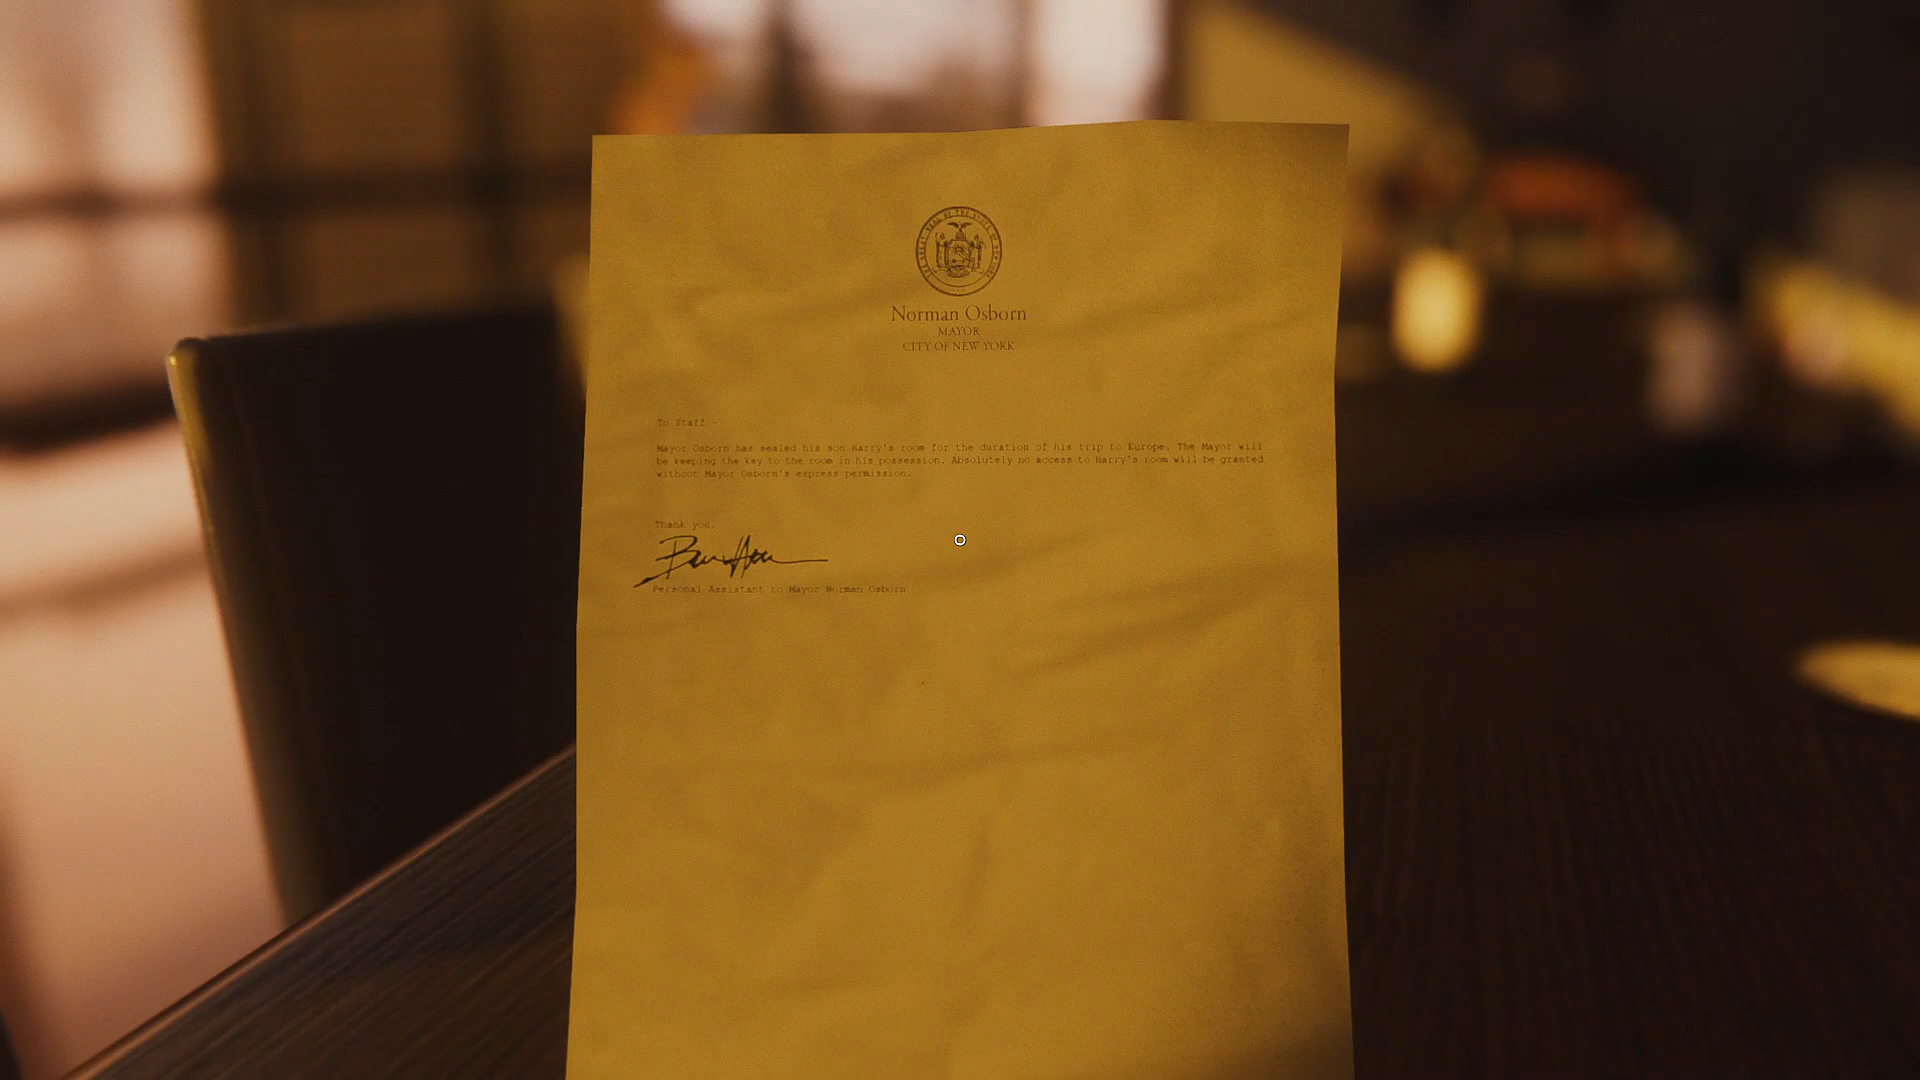 Norman Osborn
MAYOR
CITY OF NEW YORK
To Staff -
Mayor Osborn has sealed his son Harry's room for the duration of his trip to Europe. The Mayor will
be keeping the key to the room in his possession. Absolutely no access to Harry's room will be granted
without Mayor Osborn's express permission.
Thank you,
Personal Assistant to Mayor Norman Osborn